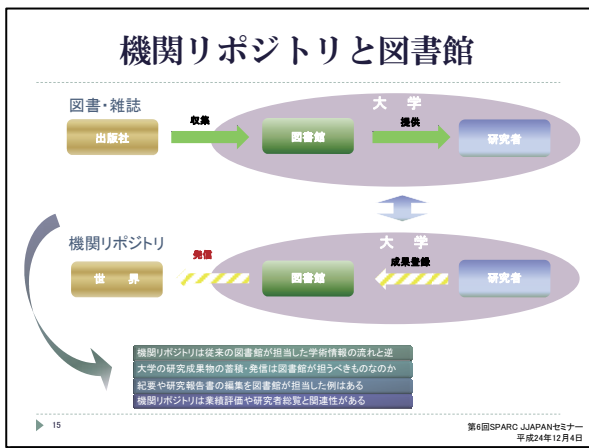 機関リポジトリと図書館
図書・雑誌
大 学
出版社
収集
図書館
提供
研究者
機関リポジトリ
大 学
世 界
発信
図書館
成果登録
研究者
機関リポジトリは従来の図書館が担当した学術情報の流れと逆
大学の研究成果物の蓄積・発信は図書館が担うべきものなのか
紀要や研究報告書の編集を図書館が担当した例はある
機関リポジトリは業績評価や研究者総覧と関連性がある
15
第6回SPARC JJAPANセミナー
平成24年12月4日